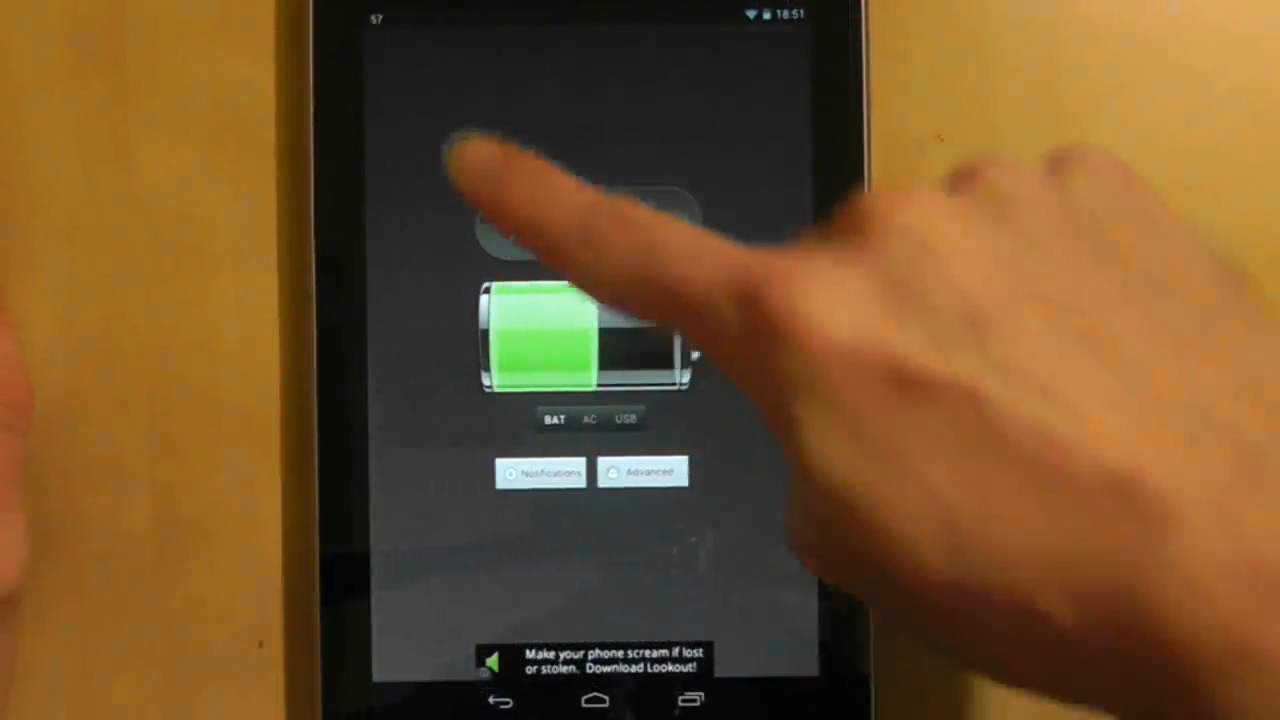 57
18:51
BAT AC USB
Notifications
Advanced
Make your phone scream if lost
or stolen. Download Lookout!